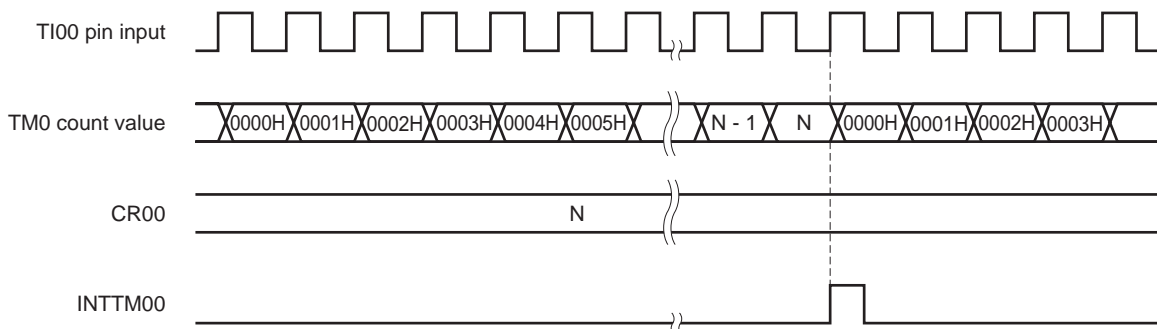 TI00 pin input
TM0 count value 0000H 0001H 0002H 0003H 0004H 0005H N - 1 N 0000H 0001H 0002H 0003H
CR00 N
INTTM00